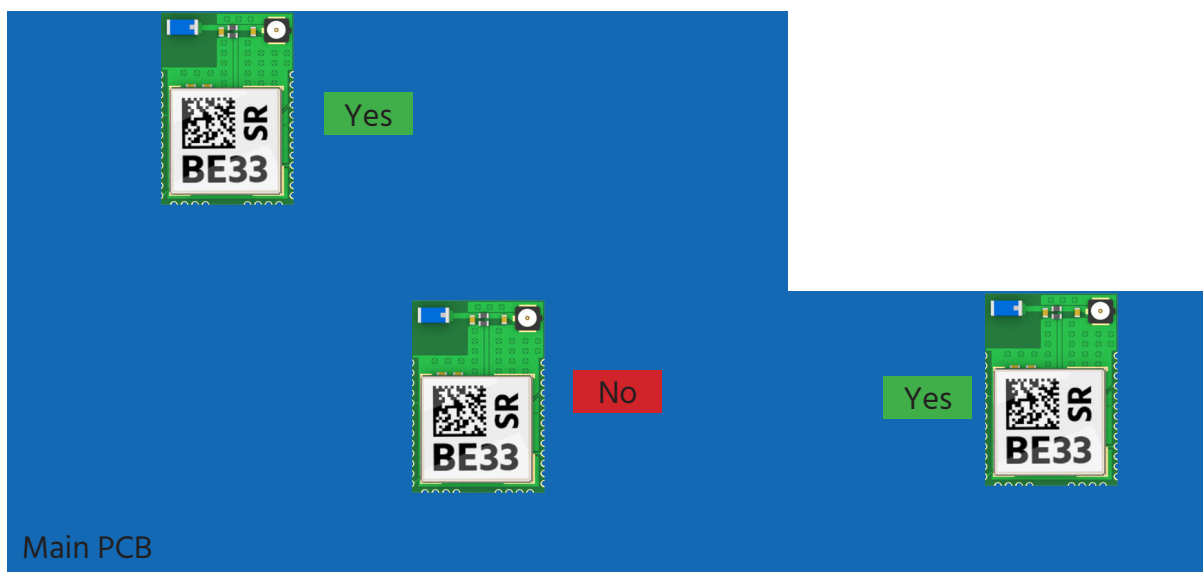 Yes
SR
BE33
No
SR
BE33
Yes
SR
BE33
Main PCB